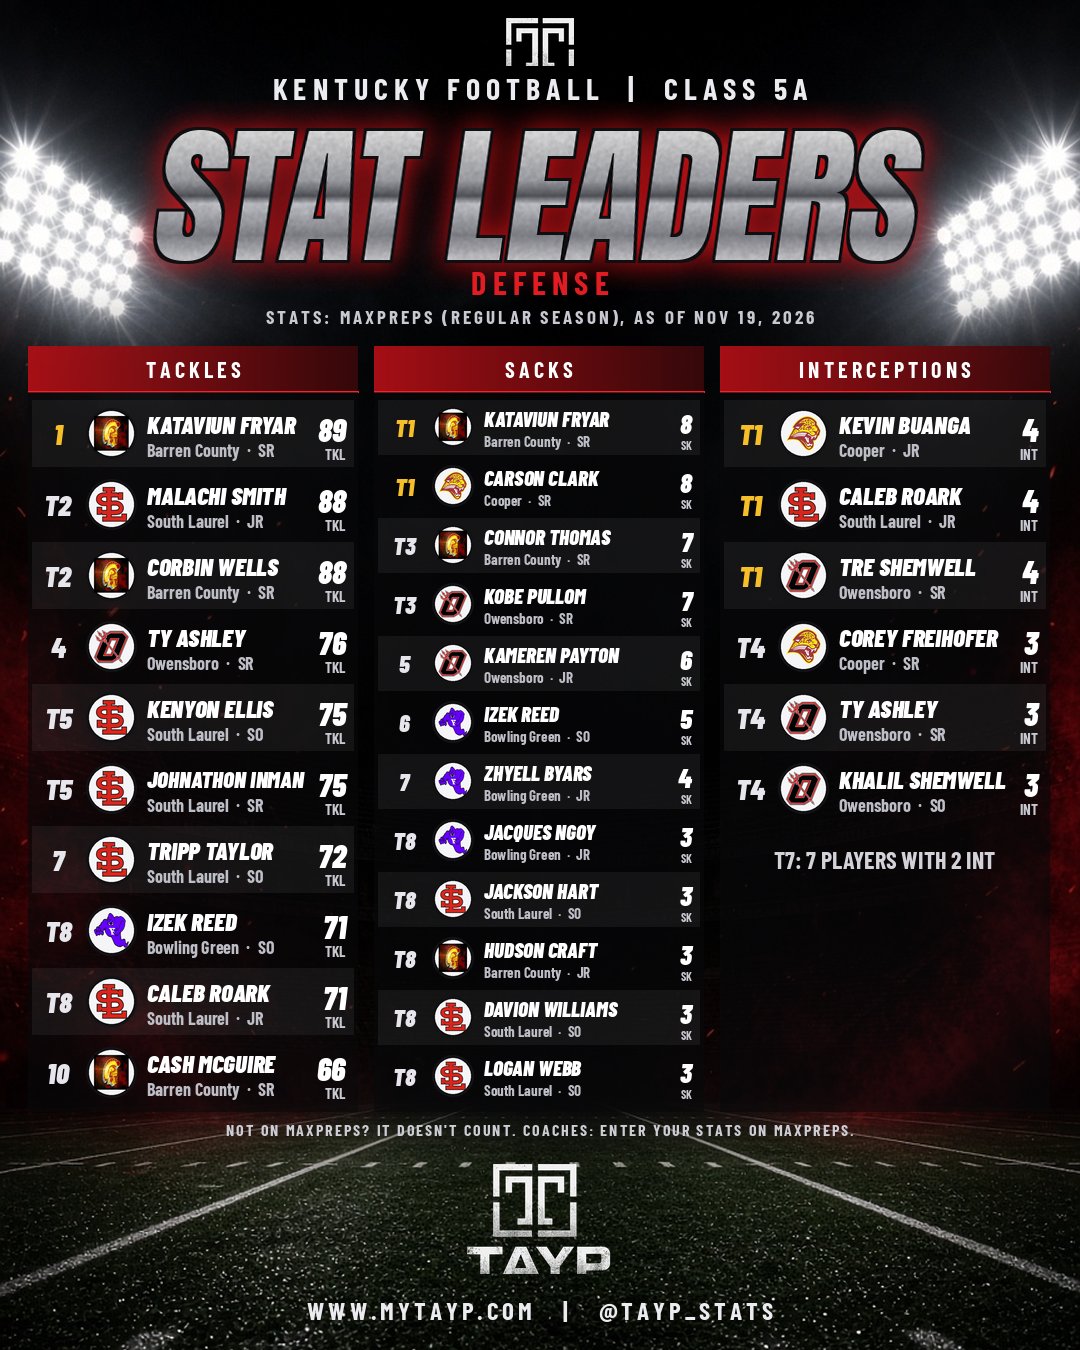 KENTUCKY FOOTBALL | CLASS 5A
STAT LEADERS
DEFENSE
STATS: MAXPREPS (REGULAR SEASON), AS OF NOV 19, 2026
TACKLES
1 KATAVIUN FRYAR 89
Barren County · SR TKL
T2 MALACHI SMITH 88
South Laurel · JR TKL
T2 CORBIN WELLS 88
Barren County · SR TKL
4 TY ASHLEY 76
Owensboro · SR TKL
T5 KENYON ELLIS 75
South Laurel · SO TKL
T5 JOHNATHON INMAN 75
South Laurel · SR TKL
7 TRIPP TAYLOR 72
South Laurel · SO TKL
T8 IZEK REED 71
Bowling Green · SO TKL
T8 CALEB ROARK 71
South Laurel · JR TKL
10 CASH MCGUIRE 66
Barren County · SR TKL
SACKS
T1 KATAVIUN FRYAR 8
Barren County · SR SK
T1 CARSON CLARK 8
Cooper · SR SK
T3 CONNOR THOMAS 7
Barren County · SR SK
T3 KOBE PULLOM 7
Owensboro · SR SK
5 KAMEREN PAYTON 6
Owensboro · JR SK
6 IZEK REED 5
Bowling Green · SO SK
7 ZHYELL BYARS 4
Bowling Green · JR SK
T8 JACQUES NGOY 3
Bowling Green · JR SK
T8 JACKSON HART 3
South Laurel · SO SK
T8 HUDSON CRAFT 3
Barren County · JR SK
T8 DAVION WILLIAMS 3
South Laurel · SO SK
T8 LOGAN WEBB 3
South Laurel · SO SK
INTERCEPTIONS
T1 KEVIN BUANGA 4
Cooper · JR INT
T1 CALEB ROARK 4
South Laurel · JR INT
T1 TRE SHEMWELL 4
Owensboro · SR INT
T4 COREY FREIHOFER 3
Cooper · SR INT
T4 TY ASHLEY 3
Owensboro · SR INT
T4 KHALIL SHEMWELL 3
Owensboro · SO INT
T7: 7 PLAYERS WITH 2 INT
NOT ON MAXPREPS? IT DOESN'T COUNT. COACHES: ENTER YOUR STATS ON MAXPREPS.
TAYP
WWW.MYTAYP.COM | @TAYP_STATS